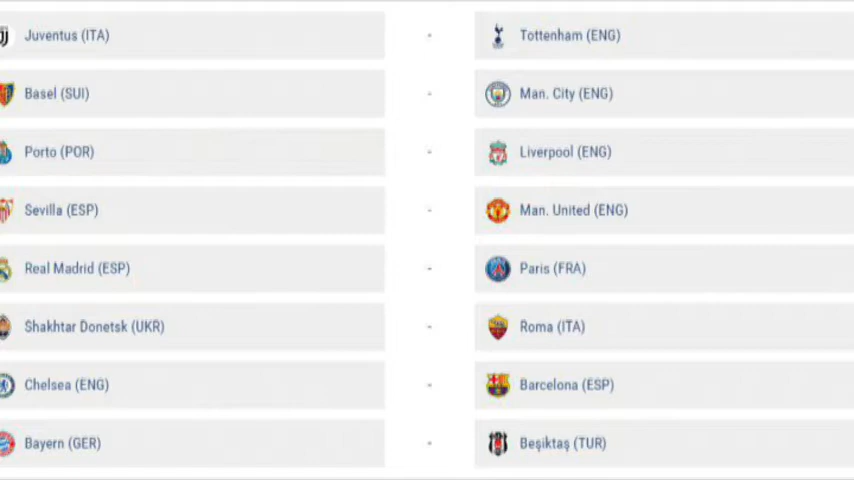 Juventus (ITA) - Tottenham (ENG)
Basel (SUI) - Man. City (ENG)
Porto (POR) - Liverpool (ENG)
Sevilla (ESP) - Man. United (ENG)
Real Madrid (ESP) - Paris (FRA)
Shakhtar Donetsk (UKR) - Roma (ITA)
Chelsea (ENG) - Barcelona (ESP)
Bayern (GER) - Beşiktaş (TUR)